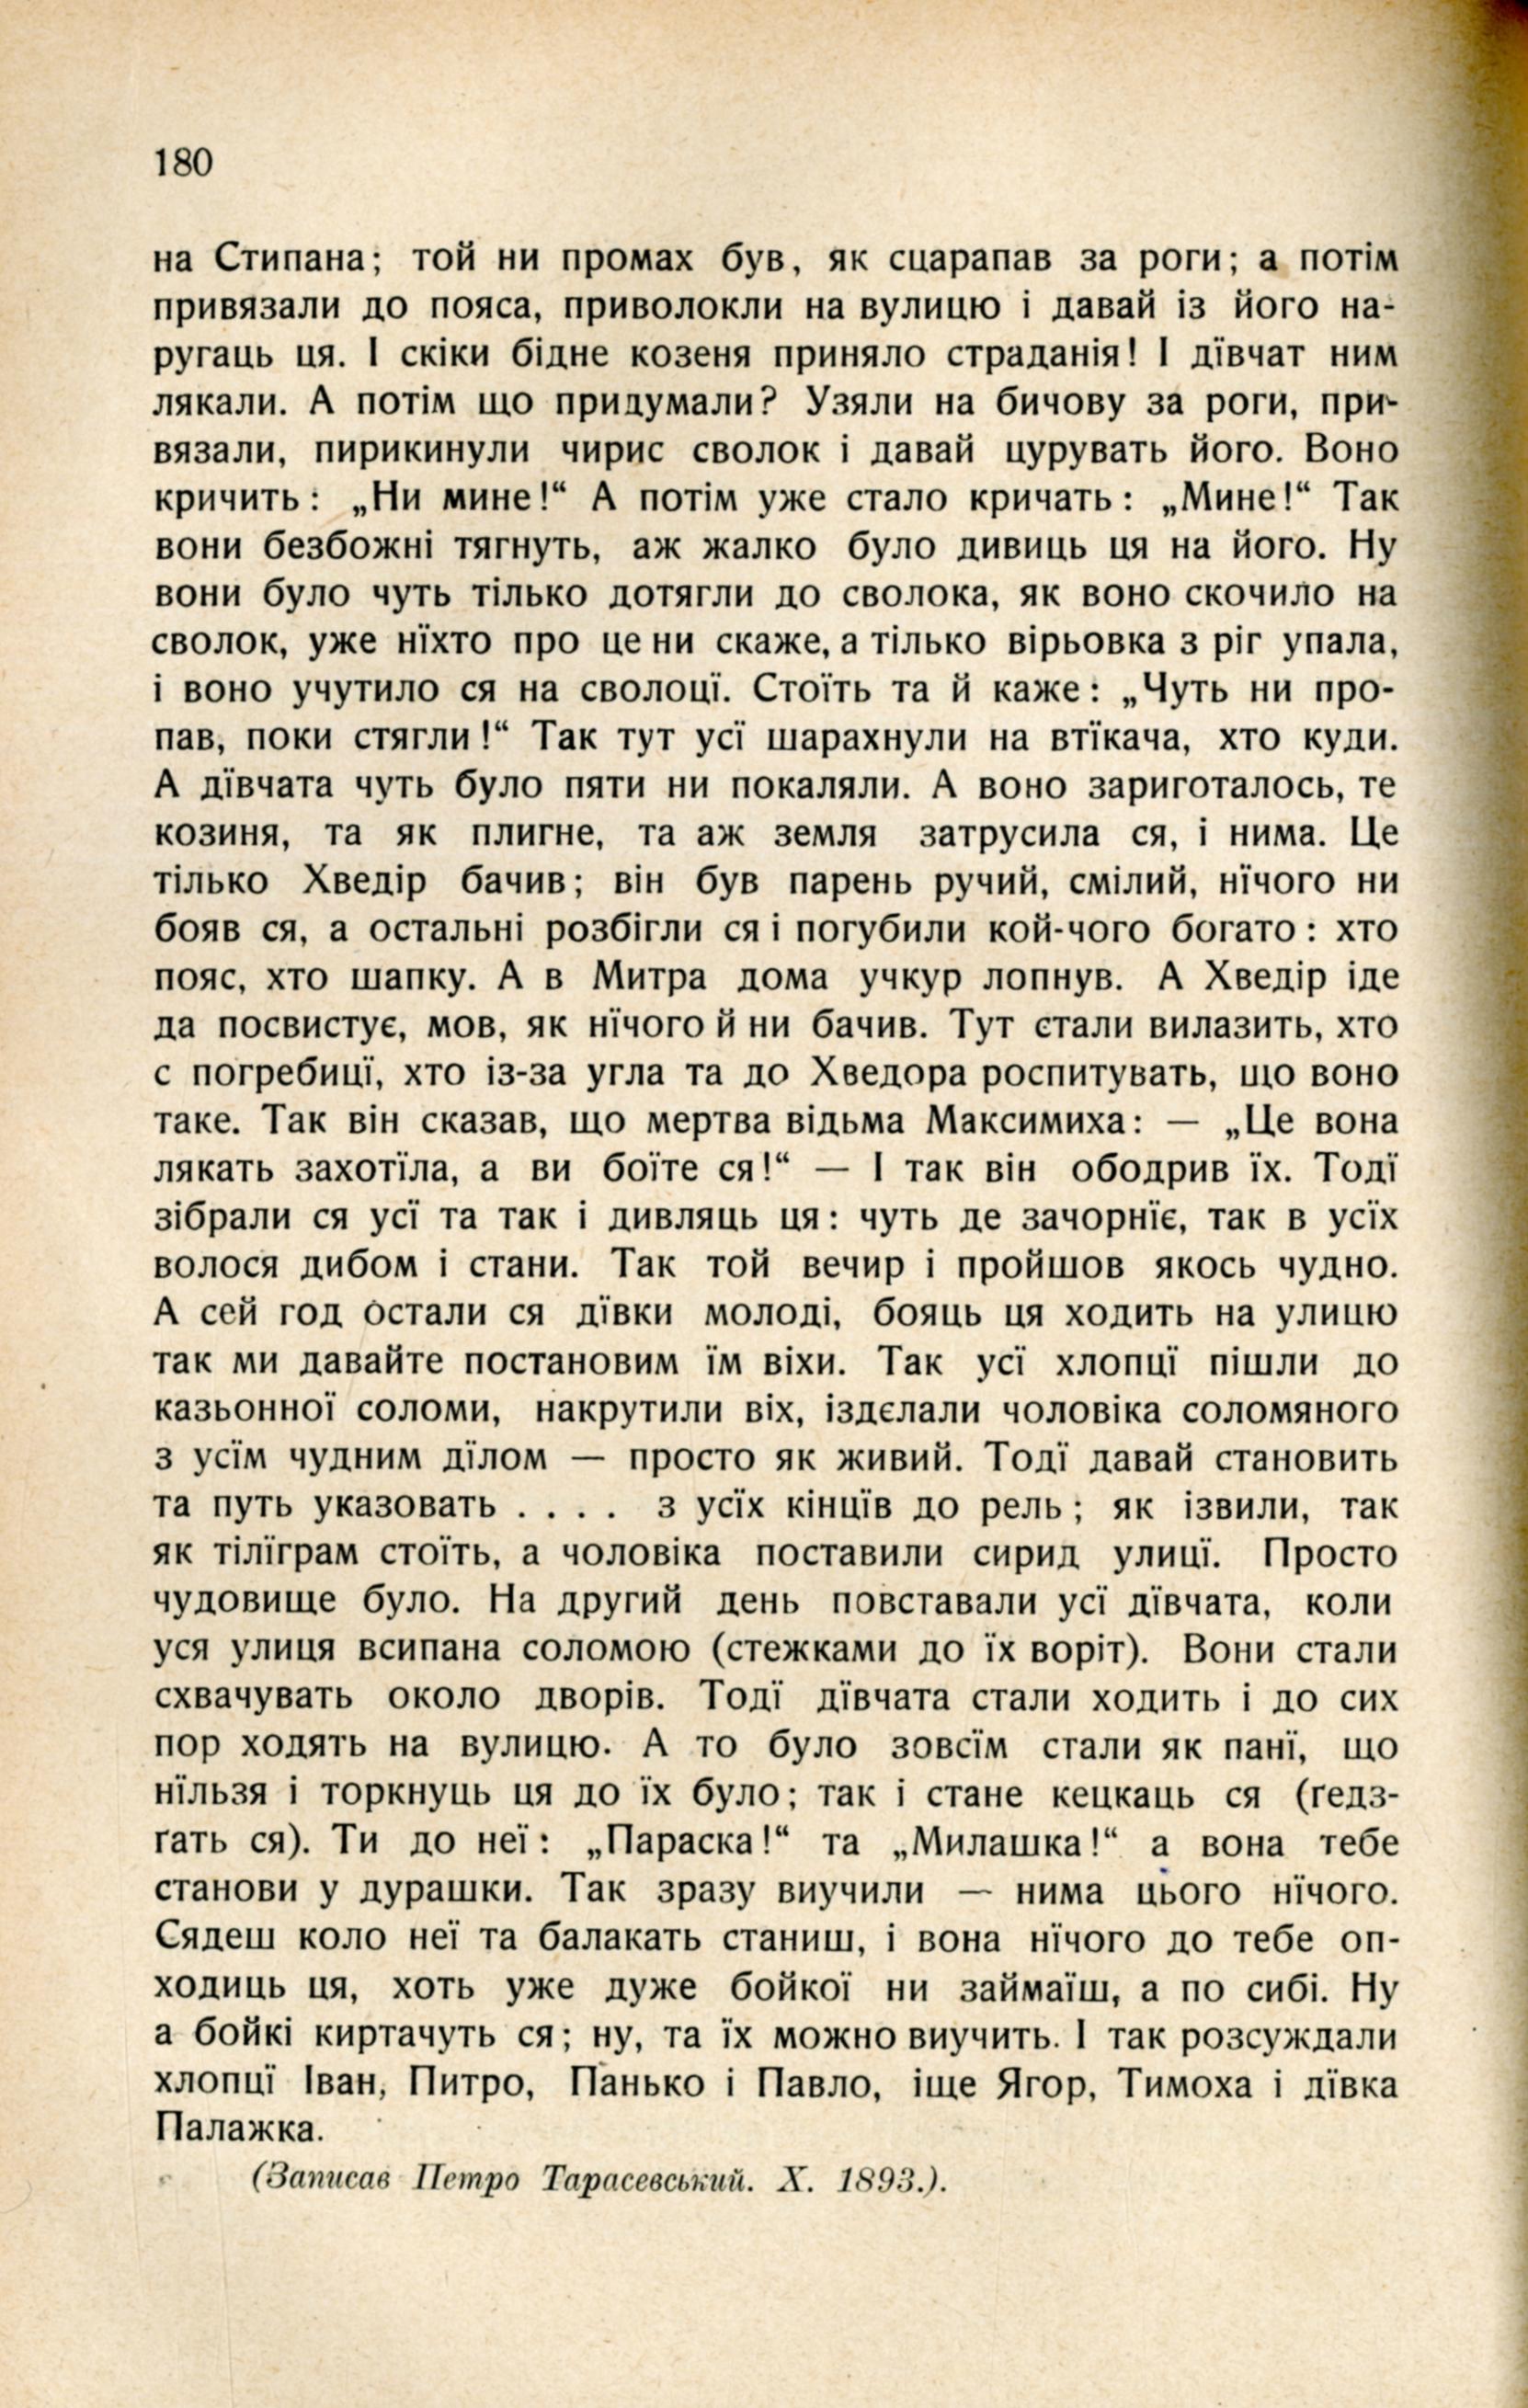 180
на Стипана; той ни промах був, як сцарапав за роги; а потім
привязали до пояса, приволокли на вулицю і давай із його на-
ругаць ця. І скіки бідне козеня приняло страданія! І дївчат ним
лякали. А потім що придумали? Узяли на бичову за роги, при-
вязали, пирикинули чирис сволок і давай цурувать його. Воно
кричить: „Ни мине!“ А потім уже стало кричать: „Мине!“ Так
вони безбожні тягнуть, аж жалко було дивиць ця на його. Ну
вони було чуть тілько дотягли до сволока, як воно скочило на
сволок, уже нїхто про це ни скаже, а тілько вірьовка з ріг упала,
і воно учутило ся на сволоцї. Стоїть та й каже: „Чуть ни про-
пав, поки стягли!“ Так тут усї шарахнули на втїкача, хто куди.
А дївчата чуть було пяти ни покаляли. А воно зариготалось, те
козиня, та як плигне, та аж земля затрусила ся, і нима. Це
тілько Хведір бачив; він був парень ручий, смілий, нїчого ни
бояв ся, а остальні розбігли ся і погубили кой-чого богато: хто
пояс, хто шапку. А в Митра дома учкур лопнув. А Хведір іде
да посвистує, мов, як нїчого й ни бачив. Тут стали вилазить, хто
с погребицї, хто із-за угла та до Хведора роспитувать, що воно
таке. Так він сказав, що мертва відьма Максимиха: — „Це вона
лякать захотїла, а ви боїте ся!“ — І так він ободрив їх. Тодї
зібрали ся усї та так і дивляць ця: чуть де зачорнїє, так в усїх
волося дибом і стани. Так той вечир і пройшов якось чудно.
А сей год остали ся дївки молоді, бояць ця ходить на улицю
так ми давайте постановим їм віхи. Так усї хлопцї пішли до
казьонної соломи, накрутили віх, ізделали чоловіка соломяного
з усїм чудним дїлом — просто як живий. Тодї давай становить
та путь указовать . . . . з усїх кінцїв до рель; як ізвили, так
як тілїграм стоїть, а чоловіка поставили сирид улицї. Просто
чудовище було. На другий день повставали усї дївчата, коли
уся улиця всипана соломою (стежками до їх воріт). Вони стали
схвачувать около дворів. Тодї дївчата стали ходить і до сих
пор ходять на вулицю. А то було зовсїм стали як панї, що
нїльзя і торкнуць ця до їх було; так і стане кецкаць ся (ґедз-
ґать ся). Ти до неї: „Параска!“ та „Милашка!“ а вона тебе
станови у дурашки. Так зразу виучили — нима цього нїчого.
Сядеш коло неї та балакать станиш, і вона нїчого до тебе оп-
ходиць ця, хоть уже дуже бойкої ни займаїш, а по сибі. Ну
а бойкі киртачуть ся; ну, та їх можно виучить. І так розсуждали
хлопцї Іван, Питро, Панько і Павло, іще Ягор, Тимоха і дївка
Палажка.
(Записав Петро Тарасевський. X. 1893.).